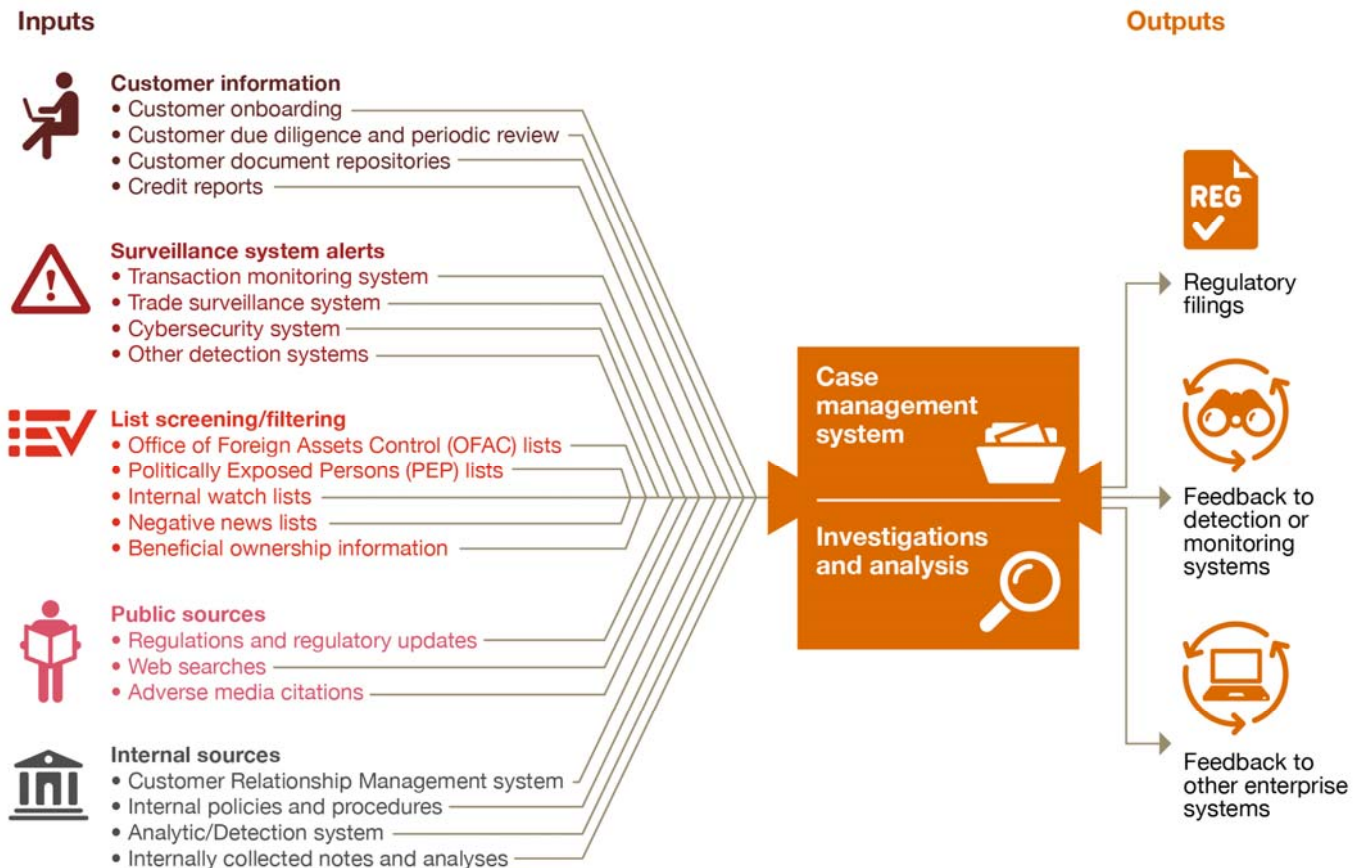 Inputs
Customer information
• Customer onboarding
• Customer due diligence and periodic review
• Customer document repositories
• Credit reports
Surveillance system alerts
• Transaction monitoring system
• Trade surveillance system
• Cybersecurity system
• Other detection systems
List screening/filtering
• Office of Foreign Assets Control (OFAC) lists
• Politically Exposed Persons (PEP) lists
• Internal watch lists
• Negative news lists
• Beneficial ownership information
Public sources
• Regulations and regulatory updates
• Web searches
• Adverse media citations
Internal sources
• Customer Relationship Management system
• Internal policies and procedures
• Analytic/Detection system
• Internally collected notes and analyses
Case
management
system
Investigations
and analysis
Outputs
REG
Regulatory
filings
Feedback to
detection or
monitoring
systems
Feedback to
other enterprise
systems